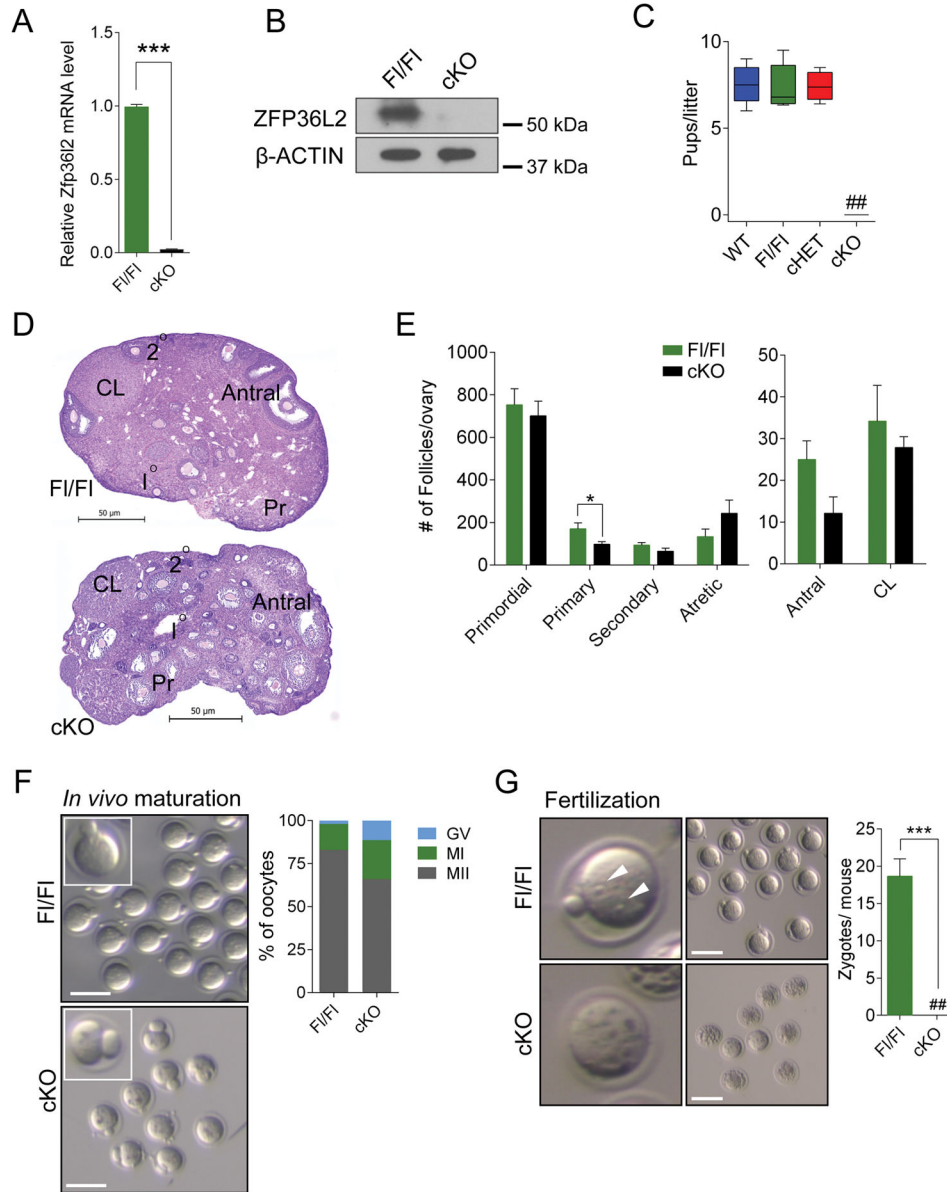 A
Relative Zfp36l2 mRNA level
***
1.5
1.0
0.5
0.0
Fl/Fl
cKO
B
Fl/Fl
cKO
ZFP36L2
50 kDa
β-ACTIN
37 kDa
C
Pups/litter
10
5
0
##
WT
Fl/Fl
cHET
cKO
D
2°
CL
Antral
1°
Fl/Fl
Pr
50 µm
2°
CL
Antral
1°
Pr
50 µm
cKO
E
# of Follicles/ovary
1000
800
600
400
200
0
Fl/Fl
cKO
*
Primordial
Primary
Secondary
Atretic
50
40
30
20
10
0
Antral
CL
F
In vivo maturation
Fl/Fl
cKO
% of oocytes
100
75
50
25
0
GV
MI
MII
Fl/Fl
cKO
G
Fertilization
Fl/Fl
cKO
Zygotes/ mouse
25
20
15
10
5
0
***
##
Fl/Fl
cKO